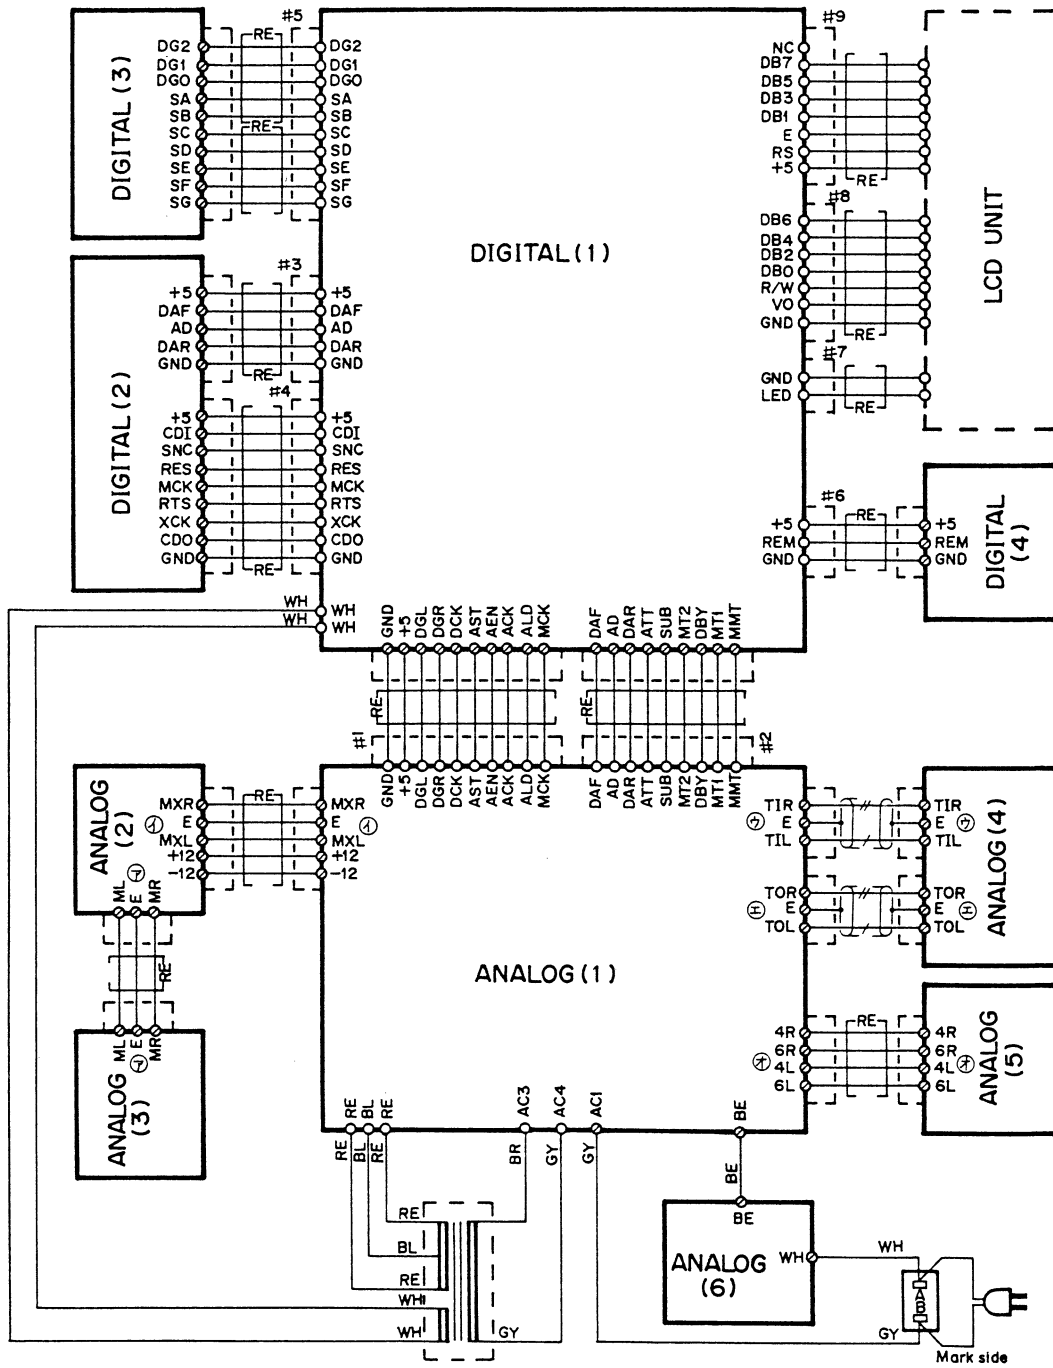 #5
RE
DG2
DG1
DG0
SA
SB
SC
SD
SE
SF
SG
DIGITAL (3)
RE
DG2
DG1
DG0
SA
SB
SC
SD
SE
SF
SG
DIGITAL (1)
#9
NC
DB7
DB5
DB3
DB1
E
RS
+5
RE
#8
DB6
DB4
DB2
DB0
R/W
VO
GND
RE
#7
GND
LED
RE
LCD UNIT
#3
+5
DAF
AD
DAR
GND
RE
+5
DAF
AD
DAR
GND
#4
+5
CDI
SNC
RES
MCK
RTS
XCK
CDO
GND
RE
+5
CDI
SNC
RES
MCK
RTS
XCK
CDO
GND
DIGITAL (2)
#6
+5
REM
GND
RE
+5
REM
GND
DIGITAL
(4)
WH WH
WH WH
GND +5 DGL DGR DCK AST AEN ACK ALD MCK
DAF AD DAR ATT SUB MT2 DBY MT1 MMT
RE
RE
#1
#2
GND +5 DGL DGR DCK AST AEN ACK ALD MCK
DAF AD DAR ATT SUB MT2 DBY MT1 MMT
ANALOG
(2)
MXR
E
㋑
MXL
+12
-12
RE
MXR
E
㋑
MXL
+12
-12
ML E MR
㋐
RE
ML E MR
㋐
ANALOG
(3)
ANALOG (1)
TIR
㋒ E
TIL
TIR
E ㋒
TIL
TOR
㋓ E
TOL
TOR
E ㋓
TOL
ANALOG (4)
4R
6R
㋔ 4L
6L
RE
4R
6R
4L ㋔
6L
ANALOG
(5)
RE BL RE AC3 AC4 AC1 BE
RE BL RE BR GY GY BE
RE
BL
RE
WH
WH
GY
BE
ANALOG
(6)
WH
WH
A
B
GY
Mark side